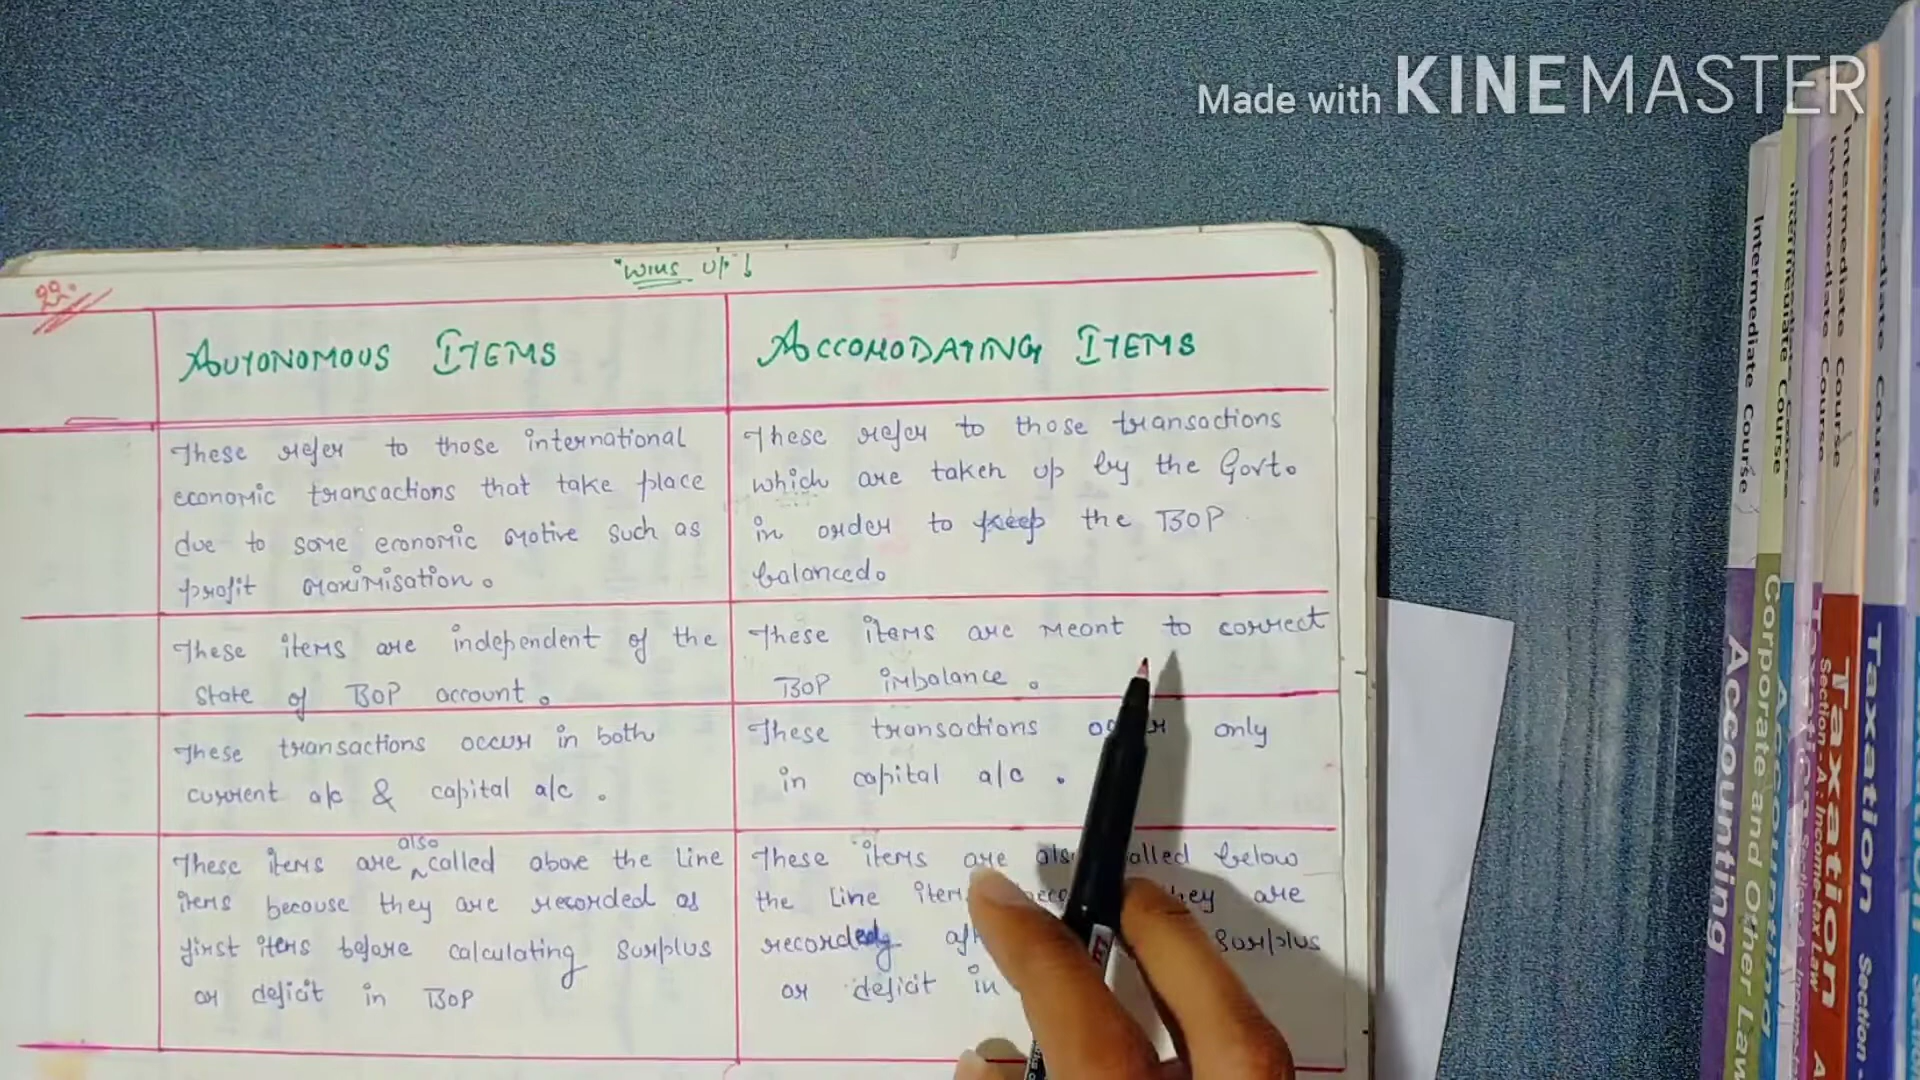 Made with KINEMASTER
"WINS UP"!
22.
AUTONOMOUS ITEMS
ACCOMODATING ITEMS
These refer to those international
economic transactions that take place
due to some economic motive such as
profit maximisation.
These refer to those transactions
which are taken up by the Govt.
in order to keep the BOP
balanced.
These items are independent of the
state of BOP account.
These items are meant to correct
BOP imbalance.
These transactions occur in both
current a/c & capital a/c.
These transactions only
in capital a/c.
also
These items are called above the line
items because they are recorded as
first items before calculating surplus
or deficit in BOP
These items are called below
the line they are
recorded surplus
or deficit in
Intermediate Course
Accounting
Intermediate Course
Corporate and Other Law
Intermediate Course
Accounting
Intermediate Course
Taxation
Section - A : Income-tax Law
Intermediate Course
Taxation
Section -
Intermediate Course
Taxation